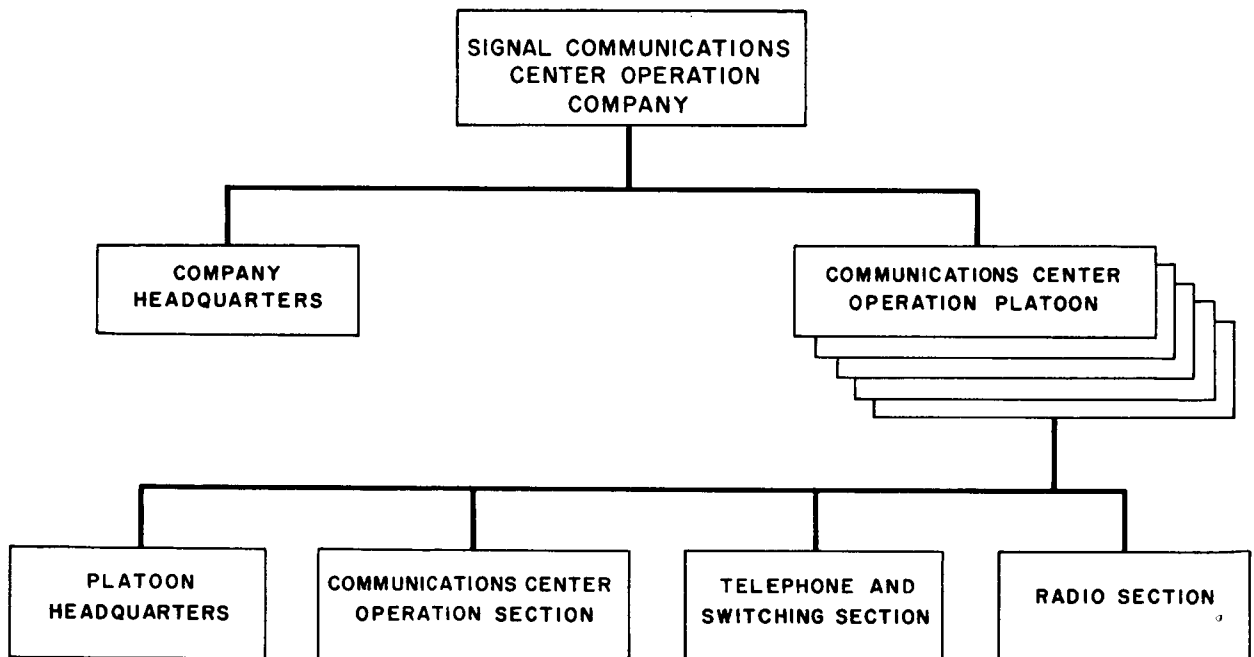 SIGNAL COMMUNICATIONS
CENTER OPERATION
COMPANY
COMPANY
HEADQUARTERS
COMMUNICATIONS CENTER
OPERATION PLATOON
PLATOON
HEADQUARTERS
COMMUNICATIONS CENTER
OPERATION SECTION
TELEPHONE AND
SWITCHING SECTION
RADIO SECTION